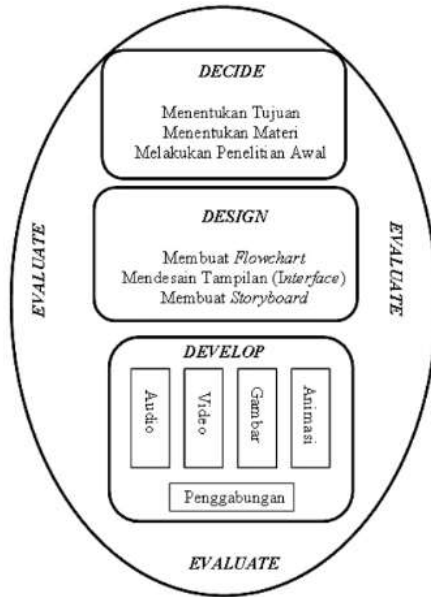 DECIDE
Menentukan Tujuan
Menentukan Materi
Melakukan Penelitian Awal
EVALUATE
EVALUATE
DESIGN
Membuat Flowchart
Mendesain Tampilan (Interface)
Membuat Storyboard
DEVELOP
Audio
Video
Gambar
Animasi
Penggabungan
EVALUATE